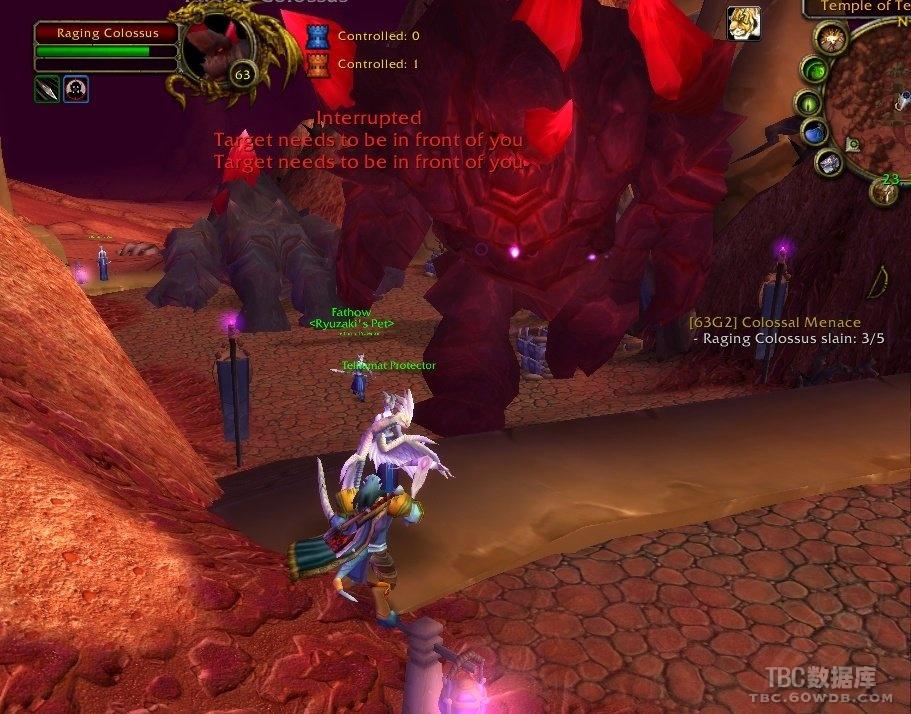 Raging Colossus
63
Controlled: 0
Controlled: 1
Temple of Te
N
Interrupted
Target needs to be in front of you
Target needs to be in front of you
23
Fathow
<Ryuzaki's Pet>
Telhamat Protector
[63G2] Colossal Menace
- Raging Colossus slain: 3/5
TBC数据库
TBC.60WDB.COM